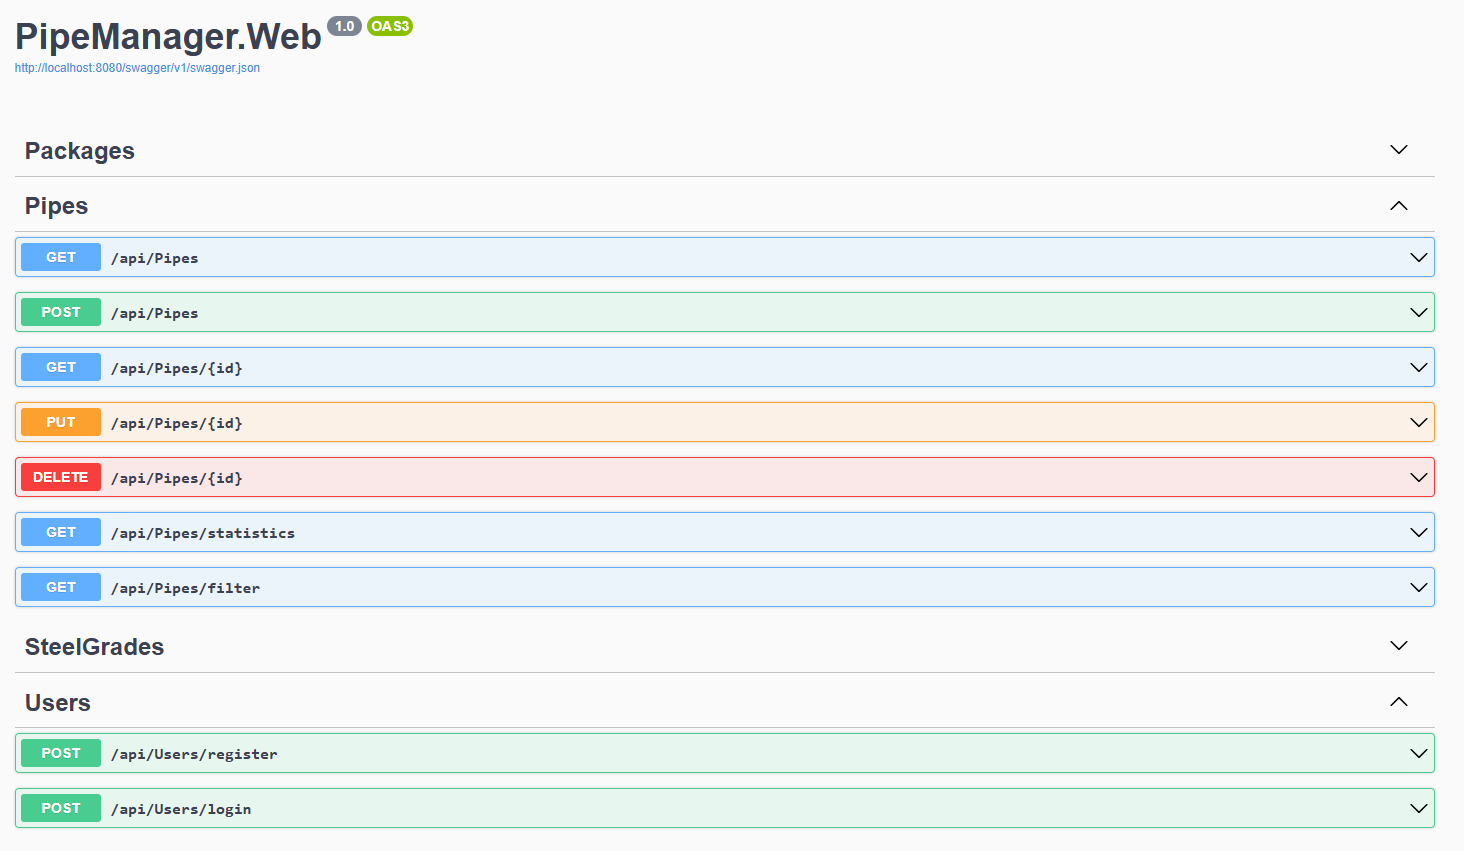 PipeManager.Web 1.0 OAS3
http://localhost:8080/swagger/v1/swagger.json
Packages
Pipes
GET /api/Pipes
POST /api/Pipes
GET /api/Pipes/{id}
PUT /api/Pipes/{id}
DELETE /api/Pipes/{id}
GET /api/Pipes/statistics
GET /api/Pipes/filter
SteelGrades
Users
POST /api/Users/register
POST /api/Users/login